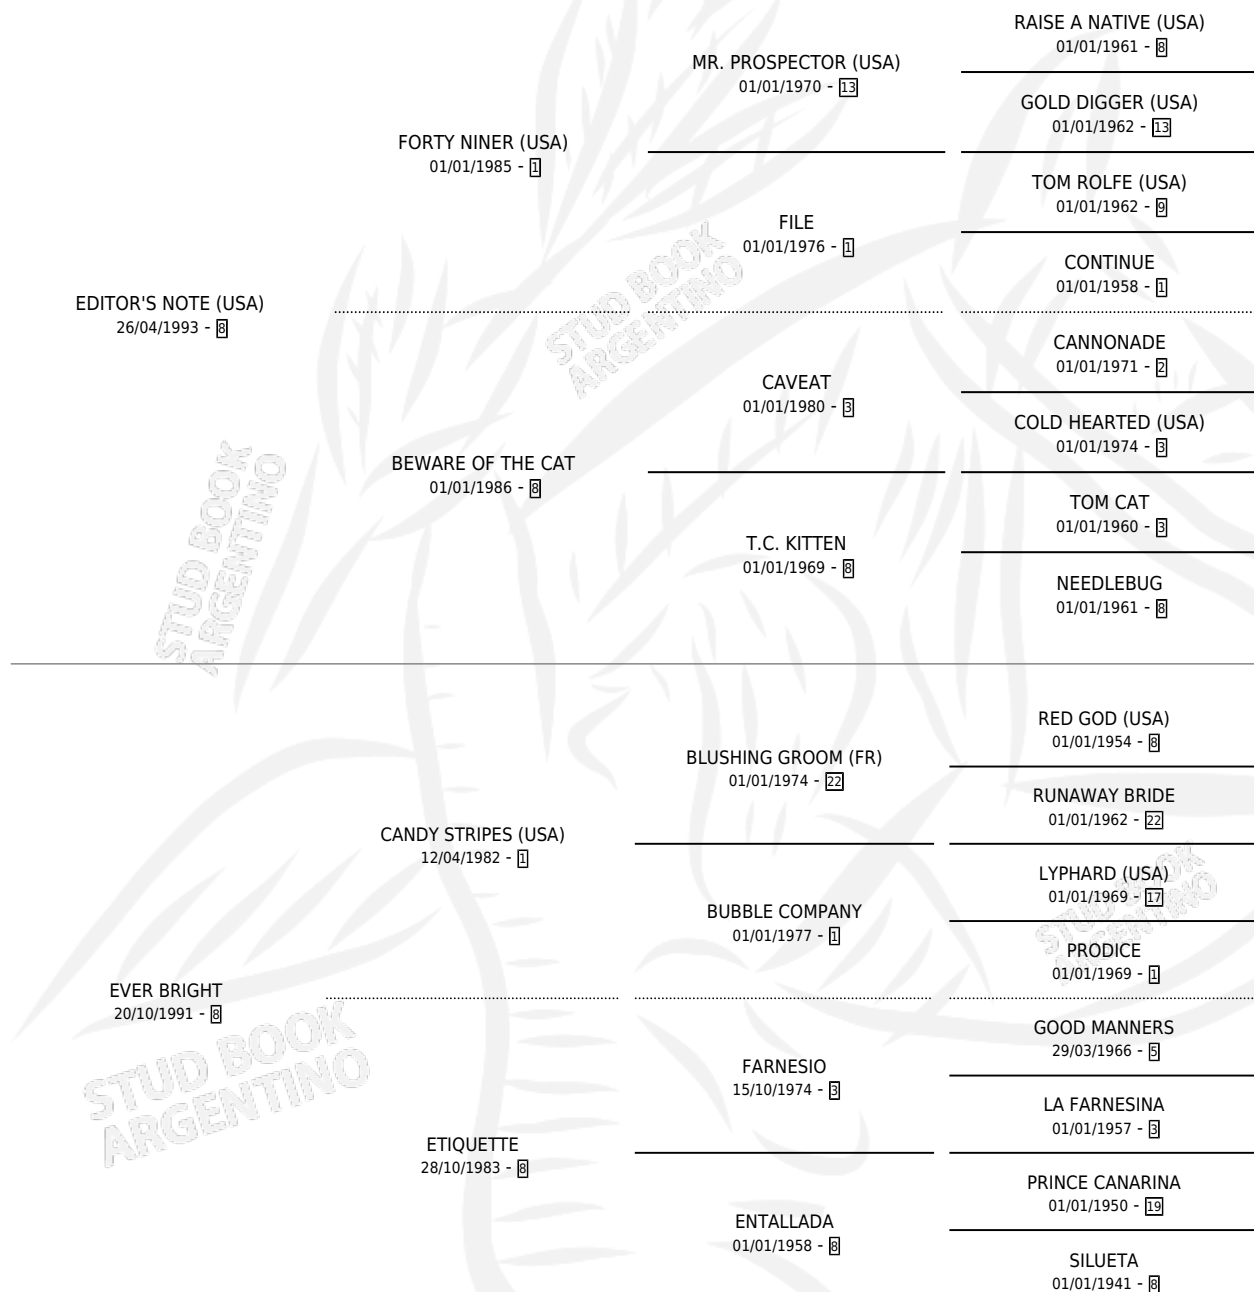 RAISE A NATIVE (USA)
01/01/1961 - 8
MR. PROSPECTOR (USA)
01/01/1970 - 13
GOLD DIGGER (USA)
01/01/1962 - 13
FORTY NINER (USA)
01/01/1985 - 1
TOM ROLFE (USA)
01/01/1962 - 9
FILE
01/01/1976 - 1
CONTINUE
01/01/1958 - 1
EDITOR'S NOTE (USA)
26/04/1993 - 8
CANNONADE
01/01/1971 - 2
CAVEAT
01/01/1980 - 3
COLD HEARTED (USA)
01/01/1974 - 3
BEWARE OF THE CAT
01/01/1986 - 8
TOM CAT
01/01/1960 - 3
T.C. KITTEN
01/01/1969 - 8
NEEDLEBUG
01/01/1961 - 8
STUD BOOK
ARGENTINO
STUD BOOK
ARGENTINO
RED GOD (USA)
01/01/1954 - 8
BLUSHING GROOM (FR)
01/01/1974 - 22
RUNAWAY BRIDE
01/01/1962 - 22
CANDY STRIPES (USA)
12/04/1982 - 1
LYPHARD (USA)
01/01/1969 - 17
BUBBLE COMPANY
01/01/1977 - 1
PRODICE
01/01/1969 - 1
EVER BRIGHT
20/10/1991 - 8
GOOD MANNERS
29/03/1966 - 5
FARNESIO
15/10/1974 - 3
LA FARNESINA
01/01/1957 - 3
ETIQUETTE
28/10/1983 - 8
PRINCE CANARINA
01/01/1950 - 19
ENTALLADA
01/01/1958 - 8
SILUETA
01/01/1941 - 8
STUD BOOK
ARGENTINO
STUD BOOK
ARGENTINO